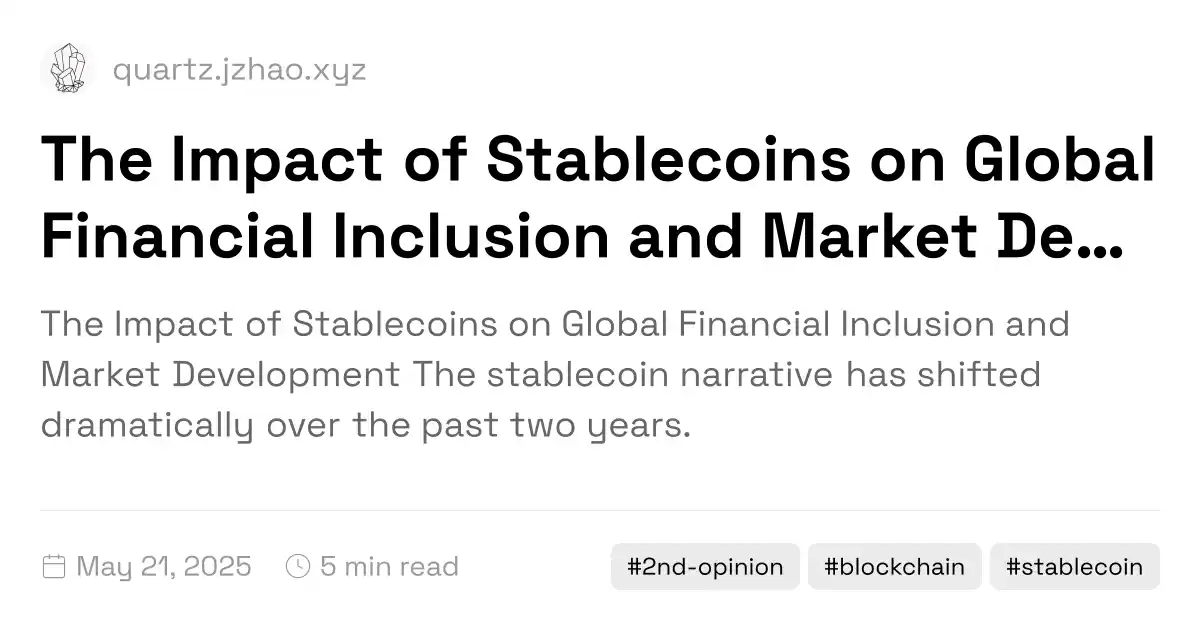 quartz.jzhao.xyz
The Impact of Stablecoins on Global
Financial Inclusion and Market De...
The Impact of Stablecoins on Global Financial Inclusion and
Market Development The stablecoin narrative has shifted
dramatically over the past two years.
May 21, 2025 5 min read #2nd-opinion #blockchain #stablecoin